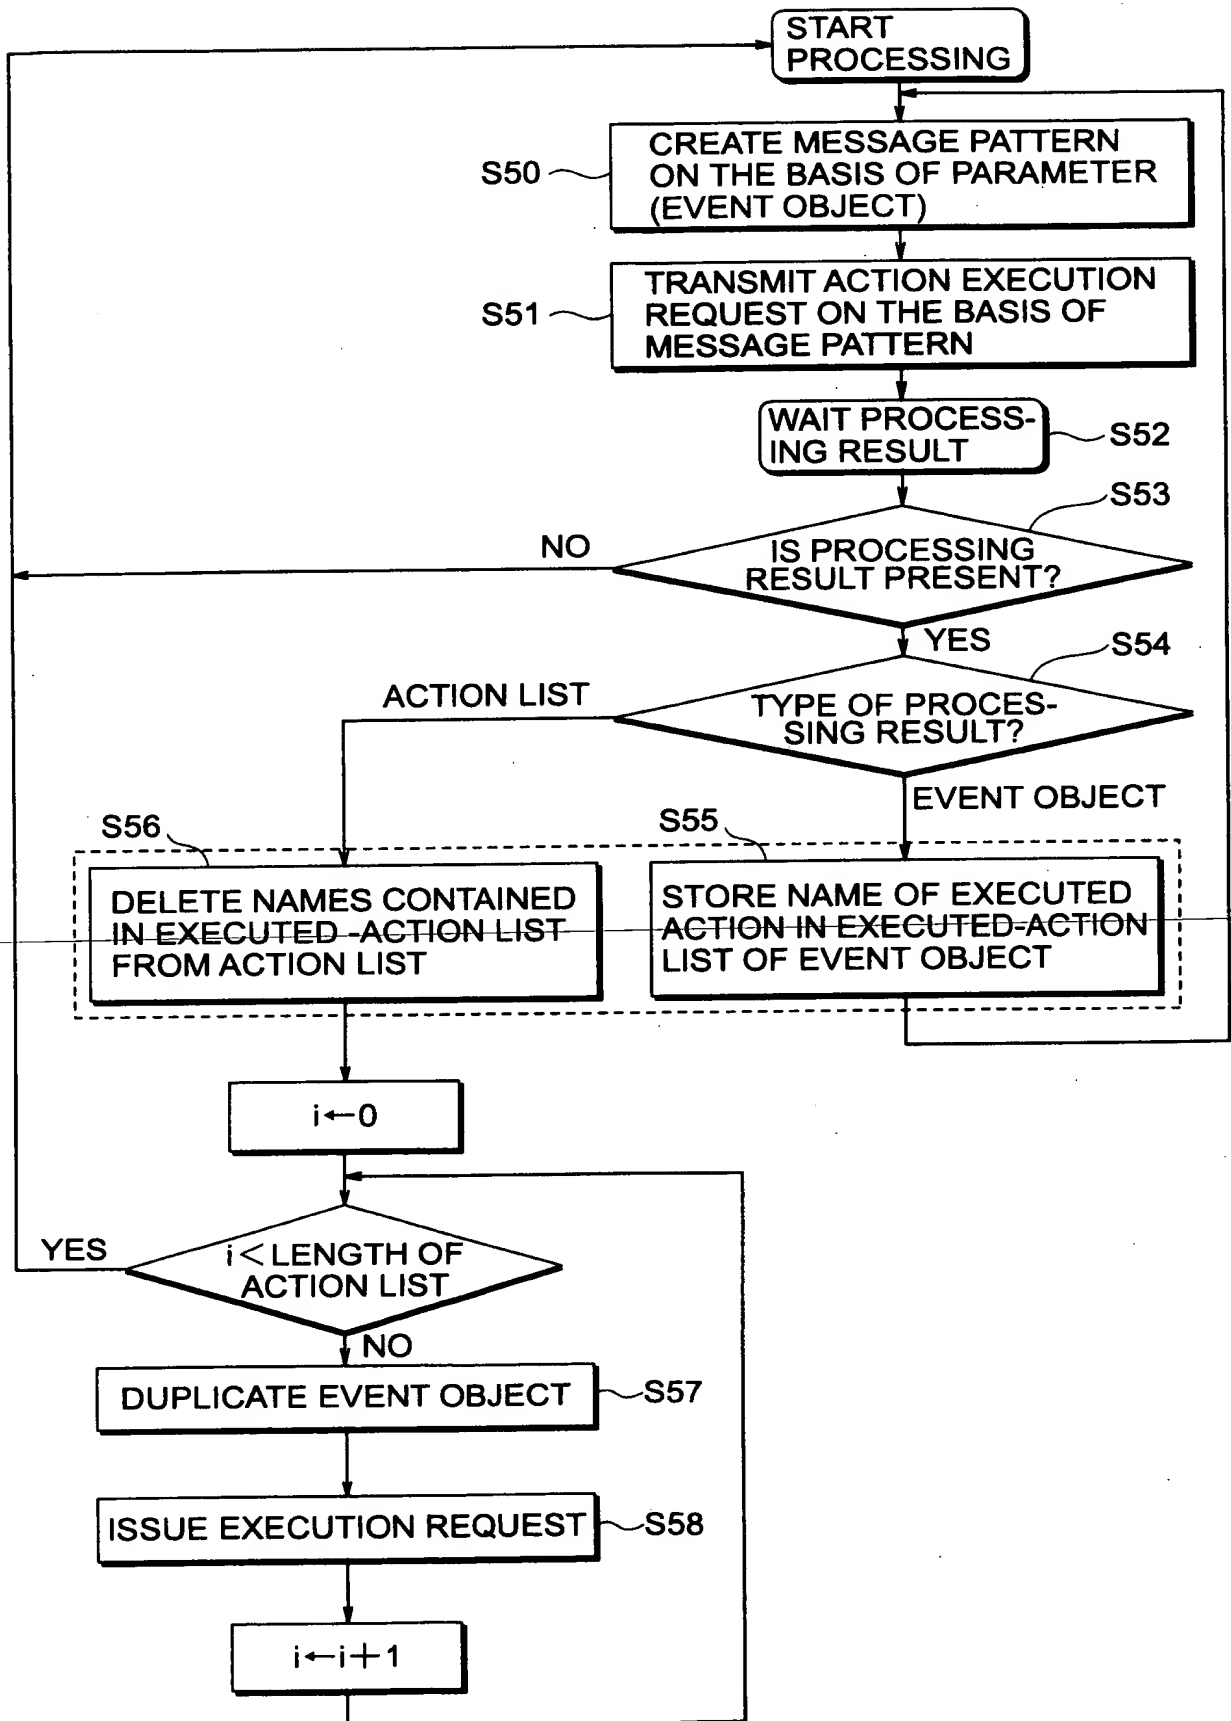 START
PROCESSING
CREATE MESSAGE PATTERN
ON THE BASIS OF PARAMETER
(EVENT OBJECT)
S50
TRANSMIT ACTION EXECUTION
REQUEST ON THE BASIS OF
MESSAGE PATTERN
S51
WAIT PROCESS-
ING RESULT
S52
S53
IS PROCESSING
RESULT PRESENT?
NO
YES
S54
TYPE OF PROCES-
SING RESULT?
ACTION LIST
EVENT OBJECT
S56
S55
DELETE NAMES CONTAINED
IN EXECUTED -ACTION LIST
FROM ACTION LIST
STORE NAME OF EXECUTED
ACTION IN EXECUTED-ACTION
LIST OF EVENT OBJECT
i←0
i<LENGTH OF
ACTION LIST
YES
NO
DUPLICATE EVENT OBJECT
S57
ISSUE EXECUTION REQUEST
S58
i←i+1